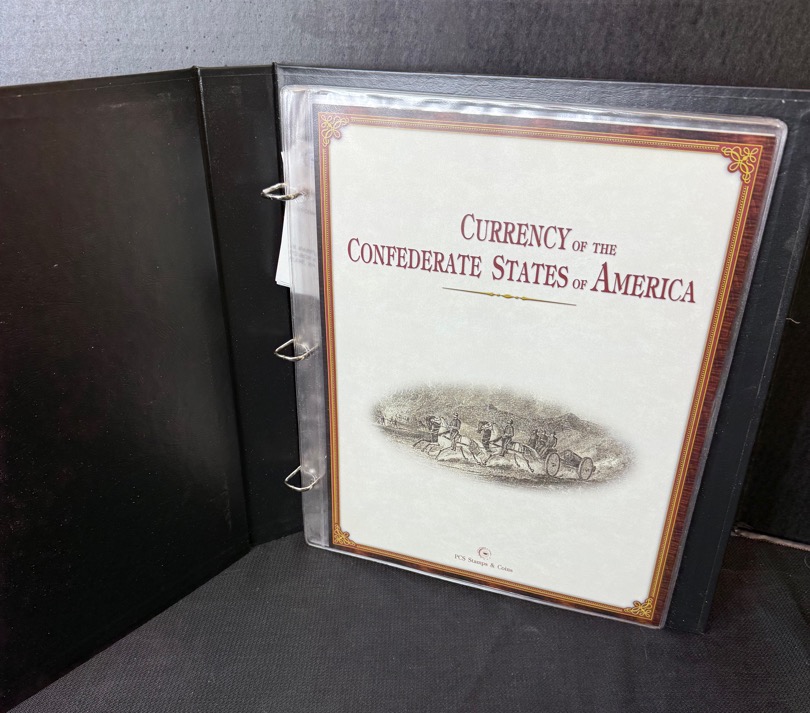 CURRENCY OF THE
CONFEDERATE STATES OF AMERICA
PCS Stamps & Coins